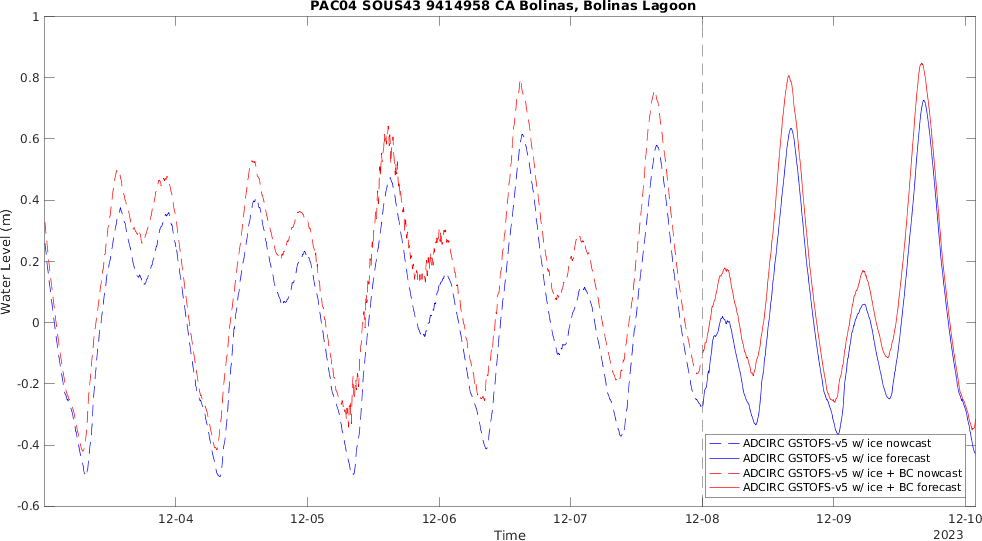 PAC04 SOUS43 9414958 CA Bolinas, Bolinas Lagoon
1
0.8
0.6
0.4
0.2
0
-0.2
-0.4
-0.6
Water Level (m)
12-04 12-05 12-06 12-07 12-08 12-09 12-10
Time
2023
ADCIRC GSTOFS-v5 w/ ice nowcast
ADCIRC GSTOFS-v5 w/ ice forecast
ADCIRC GSTOFS-v5 w/ ice + BC nowcast
ADCIRC GSTOFS-v5 w/ ice + BC forecast